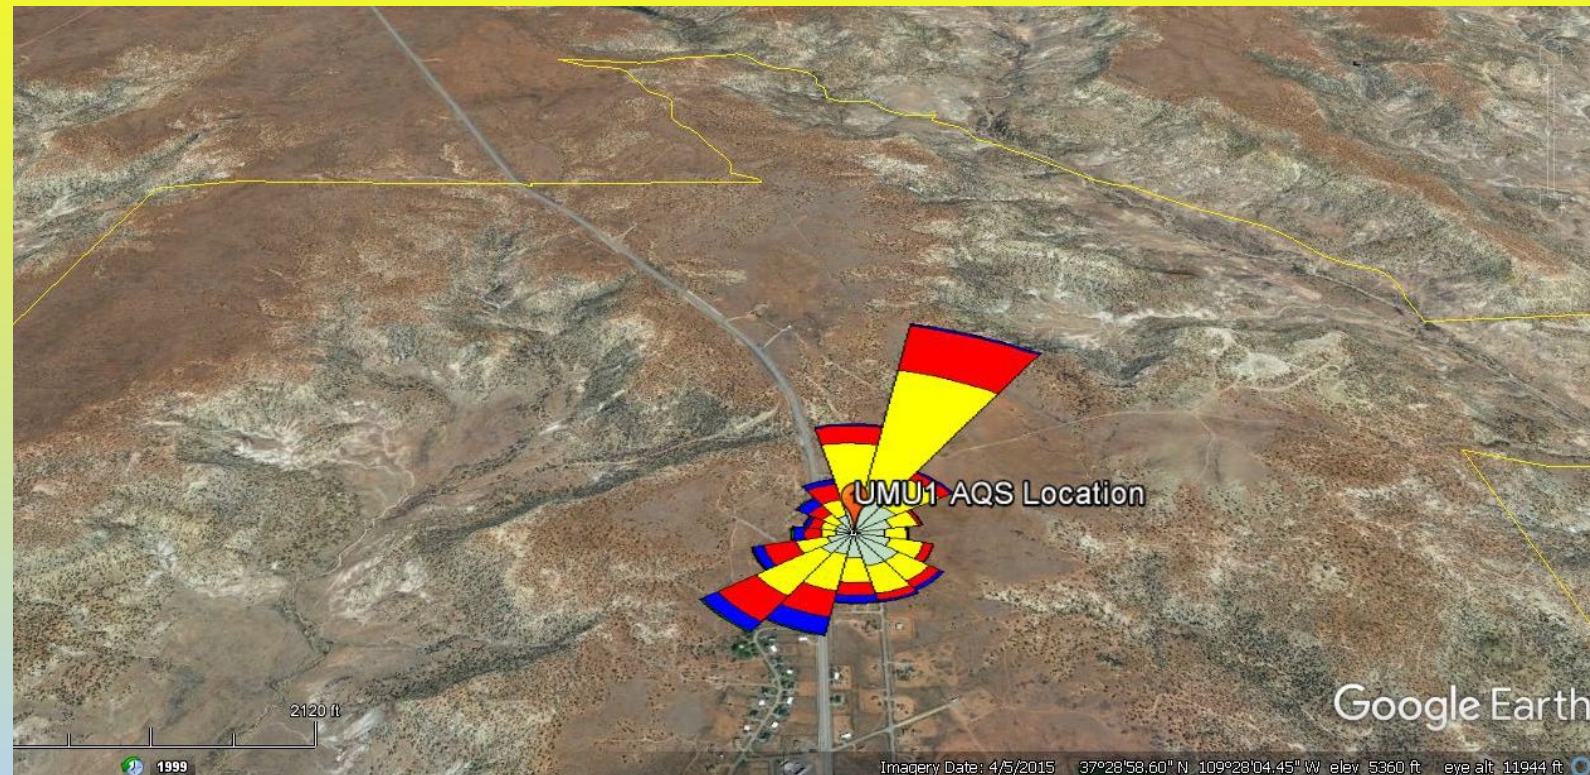 UMU1 AQS Location
2120 ft
Google Earth
1999
Imagery Date: 4/5/2015 37°28'58.60" N 109°28'04.45" W elev 5360 ft eye alt 11944 ft